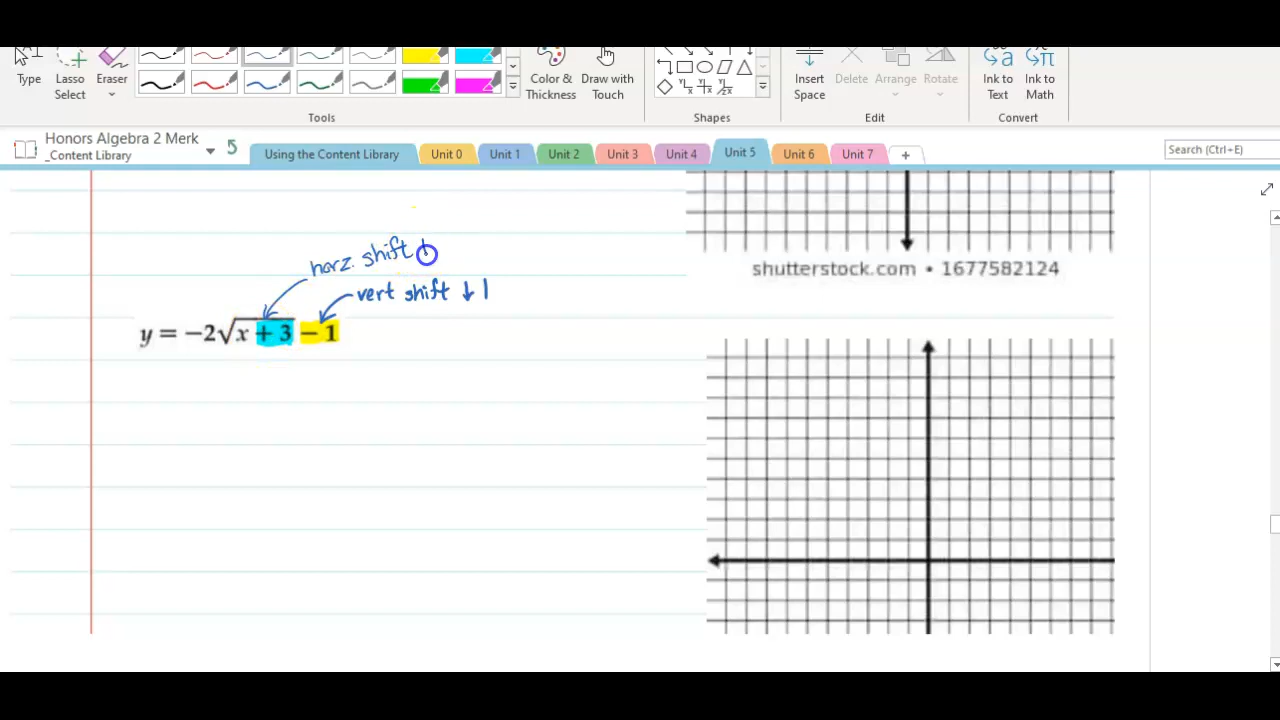 Type
Lasso Select
Eraser
Color & Thickness
Draw with Touch
Insert Space
Delete
Arrange
Rotate
Ink to Text
Ink to Math
Tools
Shapes
Edit
Convert
Honors Algebra 2 Merk
_Content Library
Using the Content Library
Unit 0
Unit 1
Unit 2
Unit 3
Unit 4
Unit 5
Unit 6
Unit 7
Search (Ctrl+E)
horz. shift
vert shift ↓ 1
y = −2√x + 3 − 1
shutterstock.com • 1677582124